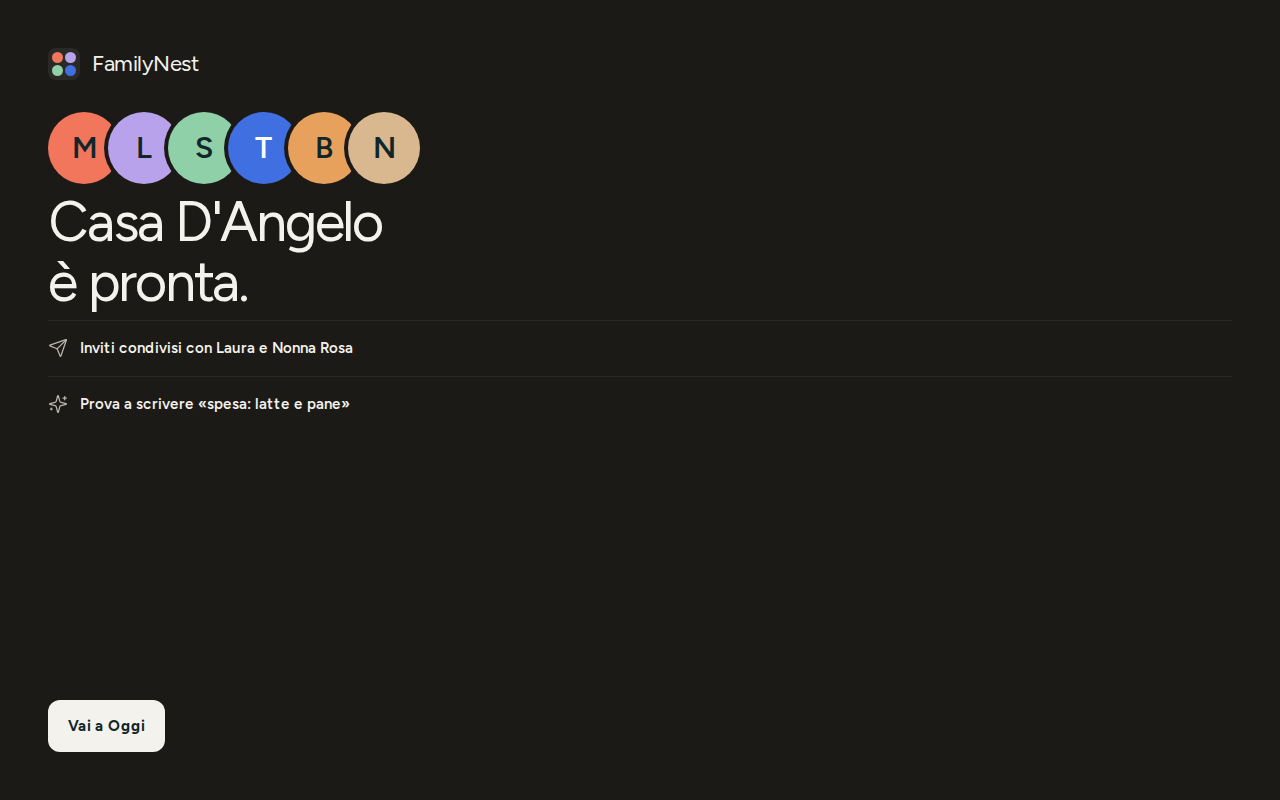 FamilyNest
M L S T B N
Casa D'Angelo
è pronta.
Inviti condivisi con Laura e Nonna Rosa
Prova a scrivere «spesa: latte e pane»
Vai a Oggi